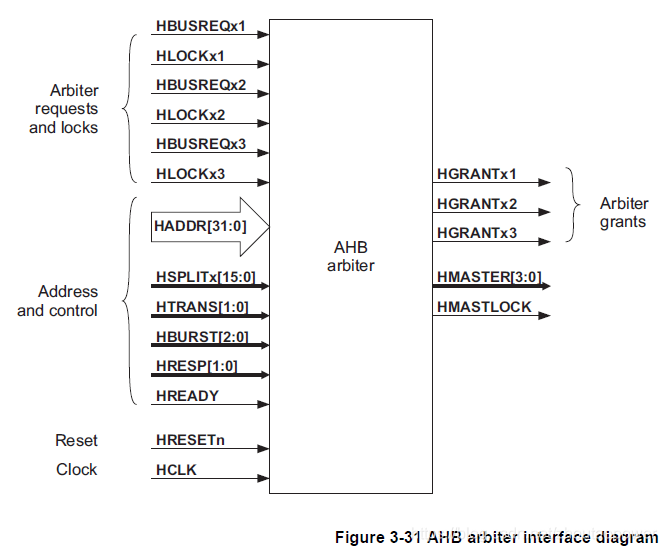 HBUSREQx1
HLOCKx1
HBUSREQx2
HLOCKx2
HBUSREQx3
HLOCKx3
Arbiter
requests
and locks
HADDR[31:0]
HSPLITx[15:0]
HTRANS[1:0]
HBURST[2:0]
HRESP[1:0]
HREADY
Address
and control
Reset
HRESETn
Clock
HCLK
AHB
arbiter
HGRANTx1
HGRANTx2
HGRANTx3
Arbiter
grants
HMASTER[3:0]
HMASTLOCK
Figure 3-31 AHB arbiter interface diagram